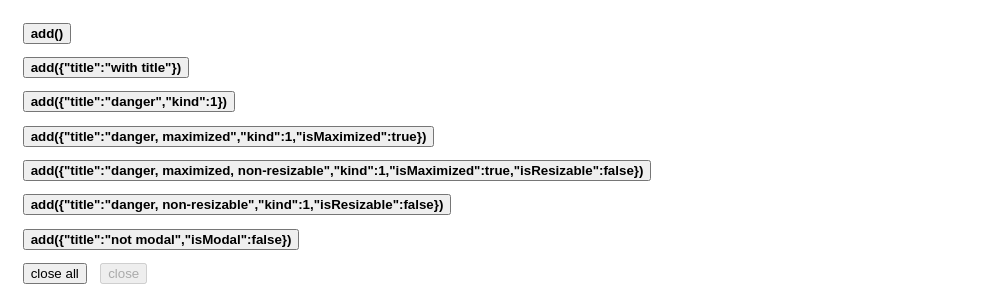 add()
add({"title":"with title"})
add({"title":"danger","kind":1})
add({"title":"danger, maximized","kind":1,"isMaximized":true})
add({"title":"danger, maximized, non-resizable","kind":1,"isMaximized":true,"isResizable":false})
add({"title":"danger, non-resizable","kind":1,"isResizable":false})
add({"title":"not modal","isModal":false})
close all close